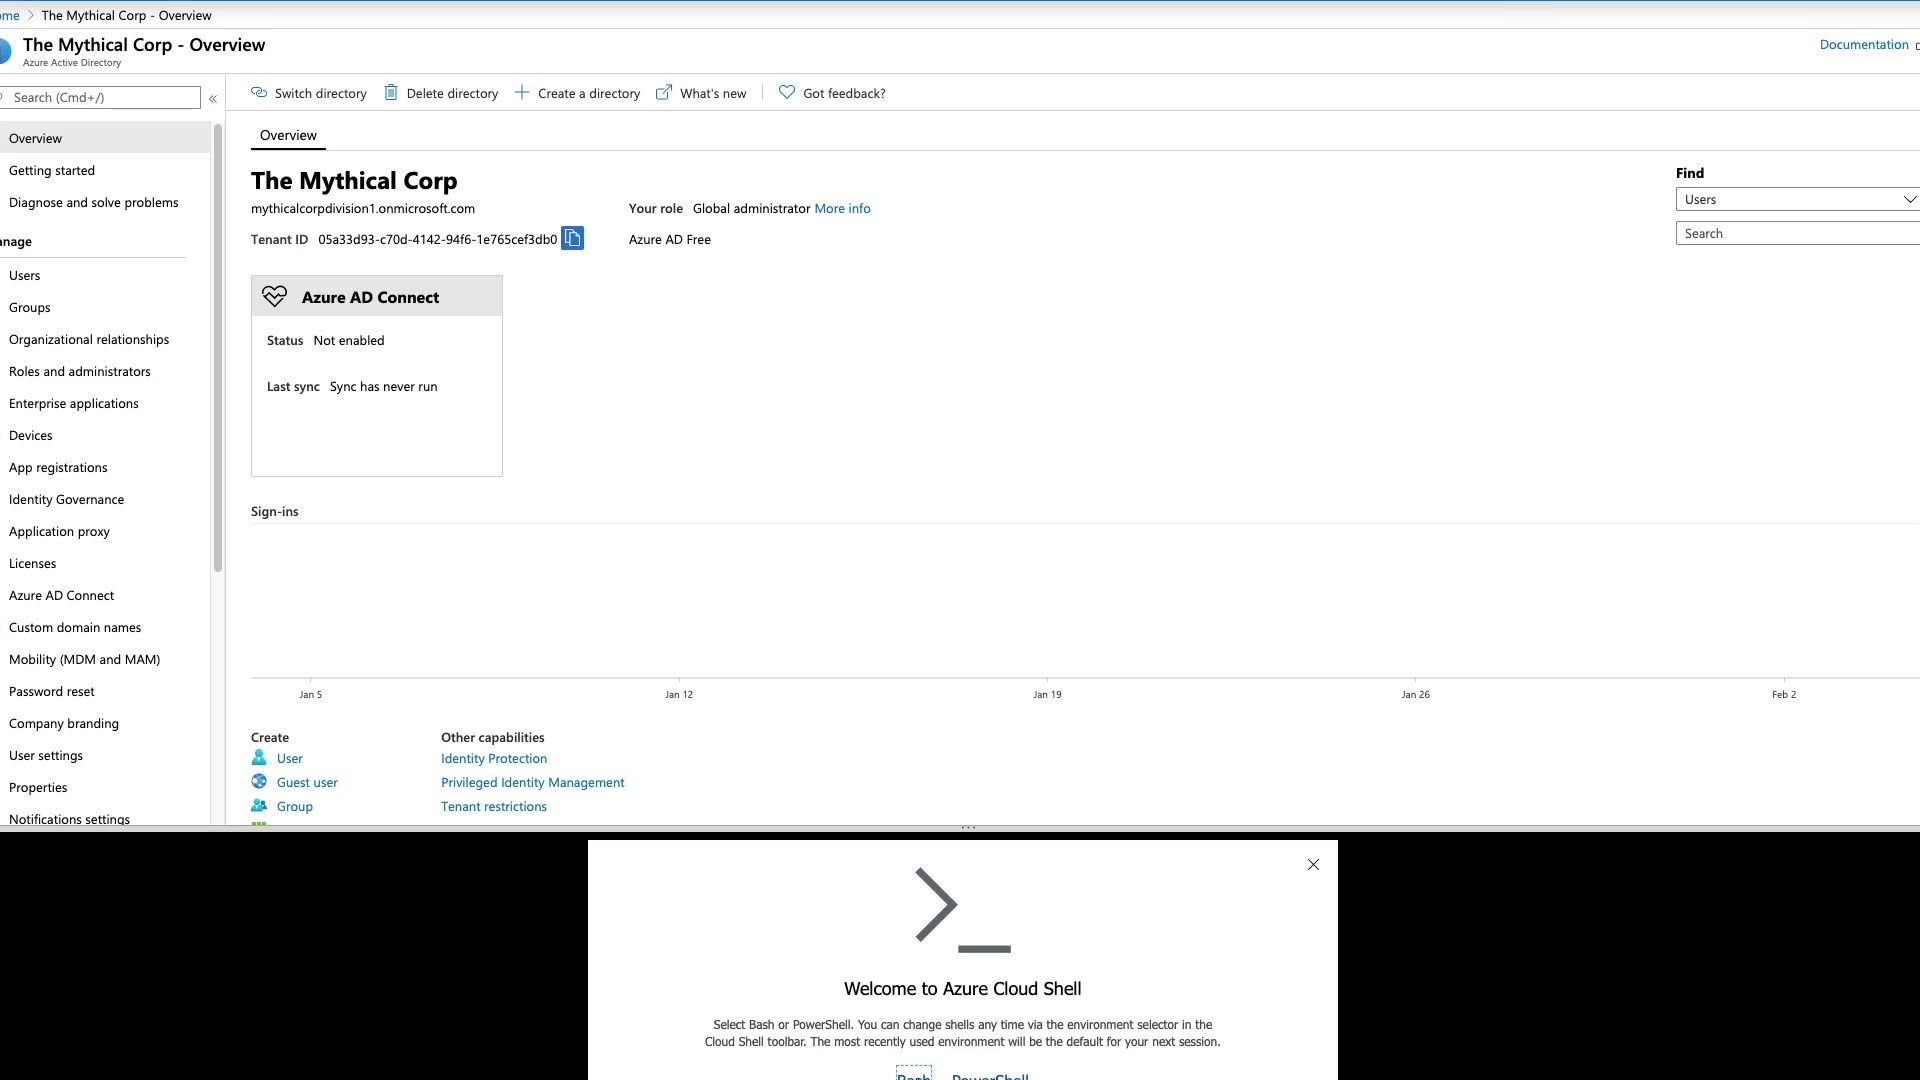 The Mythical Corp - Overview
The Mythical Corp - Overview
Azure Active Directory
Documentation
Search (Cmd+/)
«
Switch directory
Delete directory
Create a directory
What's new
Got feedback?
Overview
Getting started
Diagnose and solve problems
Users
Groups
Organizational relationships
Roles and administrators
Enterprise applications
Devices
App registrations
Identity Governance
Application proxy
Licenses
Azure AD Connect
Custom domain names
Mobility (MDM and MAM)
Password reset
Company branding
User settings
Properties
Notifications settings
Overview
The Mythical Corp
mythicalcorpdivision1.onmicrosoft.com
Your role Global administrator More info
Tenant ID 05a33d93-c70d-4142-94f6-1e765cef3db0
Azure AD Free
Find
Users
Search
Azure AD Connect
Status Not enabled
Last sync Sync has never run
Sign-ins
Jan 5
Jan 12
Jan 19
Jan 26
Feb 2
Create
User
Guest user
Group
Other capabilities
Identity Protection
Privileged Identity Management
Tenant restrictions
Welcome to Azure Cloud Shell
Select Bash or PowerShell. You can change shells any time via the environment selector in the
Cloud Shell toolbar. The most recently used environment will be the default for your next session.
Bash PowerShell